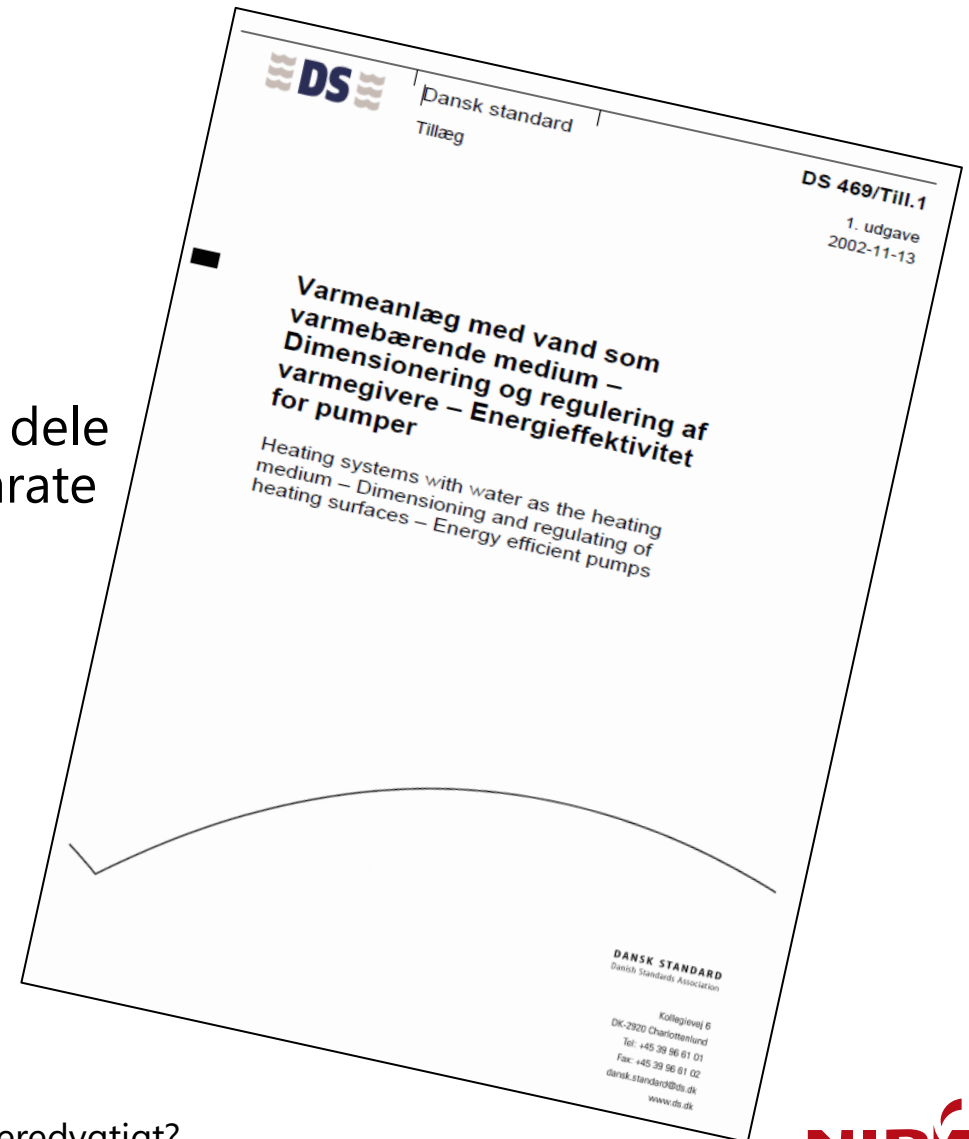 DS
Dansk standard
Tillæg
DS 469/Till.1
1. udgave
2002-11-13
Varmeanlæg med vand som
varmebærende medium –
Dimensionering og regulering af
varmegivere – Energieffektivitet
for pumper
Heating systems with water as the heating
medium – Dimensioning and regulating of
heating surfaces – Energy efficient pumps
dele
DANSK STANDARD
Danish Standards Association
Kollegievej 6
DK-2920 Charlottenlund
Tel: +45 39 96 61 01
Fax: +45 39 96 61 02
dansk.standard@ds.dk
www.ds.dk